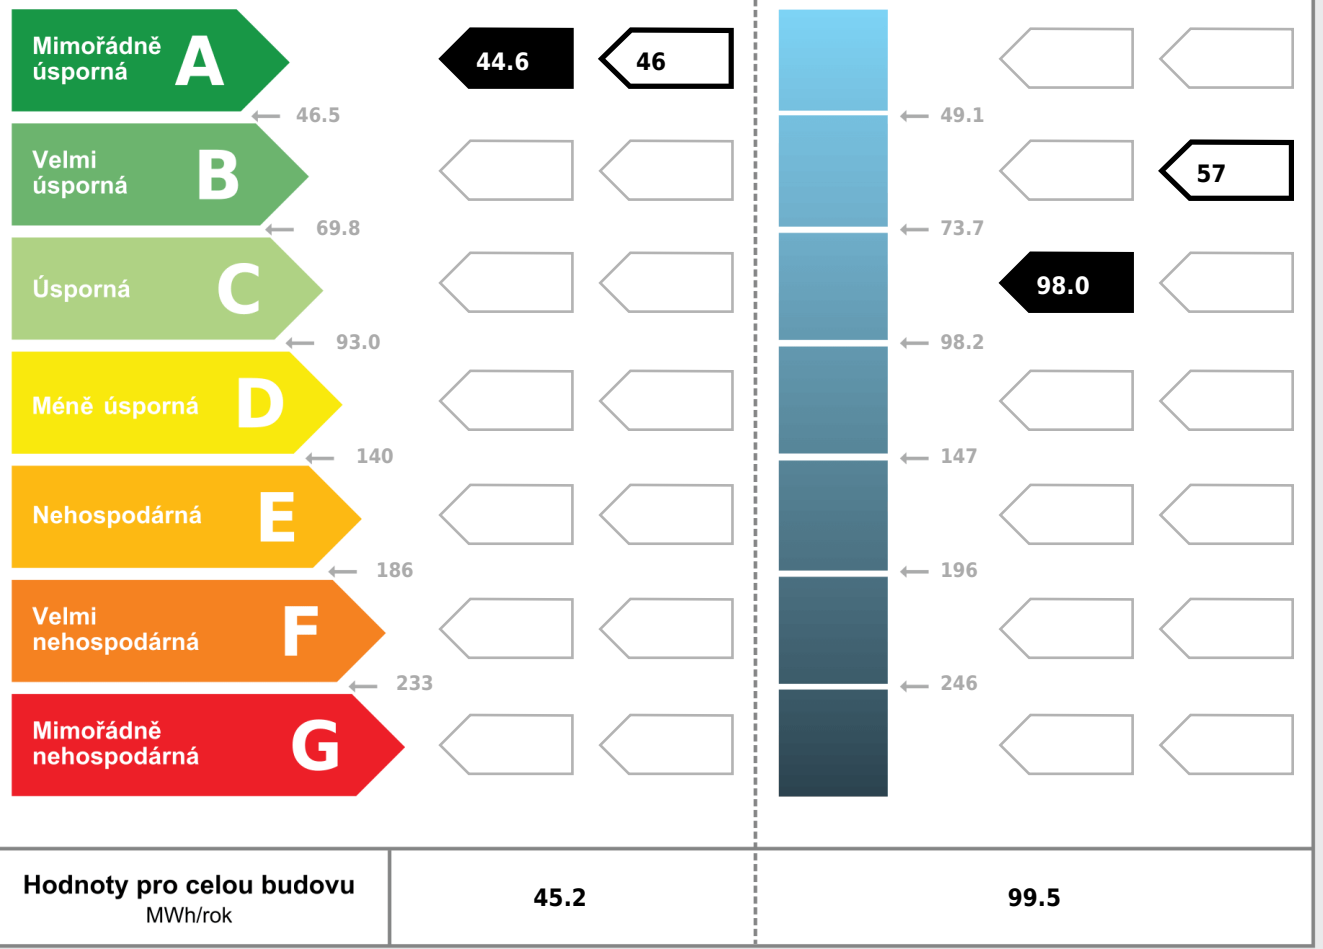 Mimořádně
úsporná
A
44.6
46
46.5
49.1
Velmi
úsporná
B
57
69.8
73.7
Úsporná
C
98.0
93.0
98.2
Méně úsporná
D
140
147
Nehospodárná
E
186
196
Velmi
nehospodárná
F
233
246
Mimořádně
nehospodárná
G
Hodnoty pro celou budovu
MWh/rok
45.2
99.5